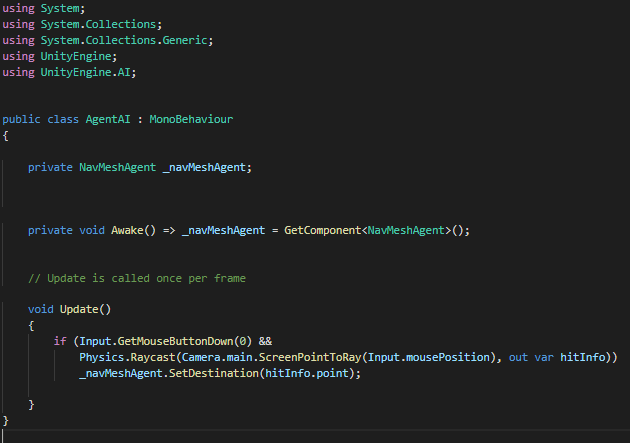 using System;
using System.Collections;
using System.Collections.Generic;
using UnityEngine;
using UnityEngine.AI;
public class AgentAI : MonoBehaviour
{
private NavMeshAgent _navMeshAgent;
private void Awake() => _navMeshAgent = GetComponent<NavMeshAgent>();
// Update is called once per frame
void Update()
{
if (Input.GetMouseButtonDown(0) &&
Physics.Raycast(Camera.main.ScreenPointToRay(Input.mousePosition), out var hitInfo))
_navMeshAgent.SetDestination(hitInfo.point);
}
}